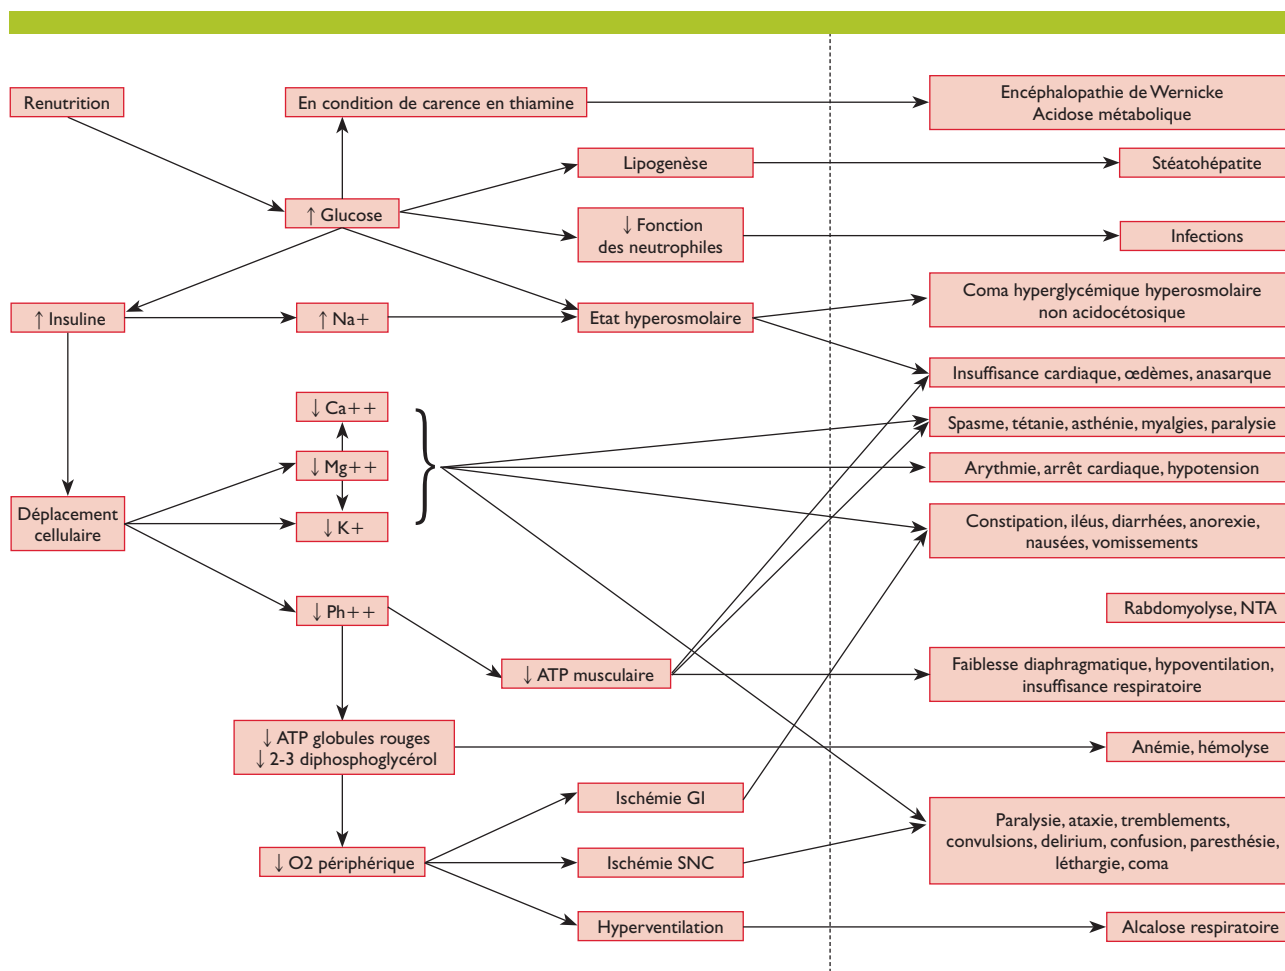 Renutrition
En condition de carence en thiamine
Encéphalopathie de Wernicke
Acidose métabolique
Lipogenèse
Stéatohépatite
↑ Glucose
↓ Fonction
des neutrophiles
Infections
↑ Insuline
↑ Na+
Etat hyperosmolaire
Coma hyperglycémique hyperosmolaire
non acidocétosique
Insuffisance cardiaque, œdèmes, anasarque
↓ Ca++
Spasme, tétanie, asthénie, myalgies, paralysie
↓ Mg++
Arythmie, arrêt cardiaque, hypotension
Déplacement
cellulaire
↓ K+
Constipation, iléus, diarrhées, anorexie,
nausées, vomissements
↓ Ph++
Rabdomyolyse, NTA
↓ ATP musculaire
Faiblesse diaphragmatique, hypoventilation,
insuffisance respiratoire
↓ ATP globules rouges
↓ 2-3 diphosphoglycérol
Anémie, hémolyse
Ischémie GI
Paralysie, ataxie, tremblements,
convulsions, delirium, confusion, paresthésie,
léthargie, coma
↓ O2 périphérique
Ischémie SNC
Hyperventilation
Alcalose respiratoire